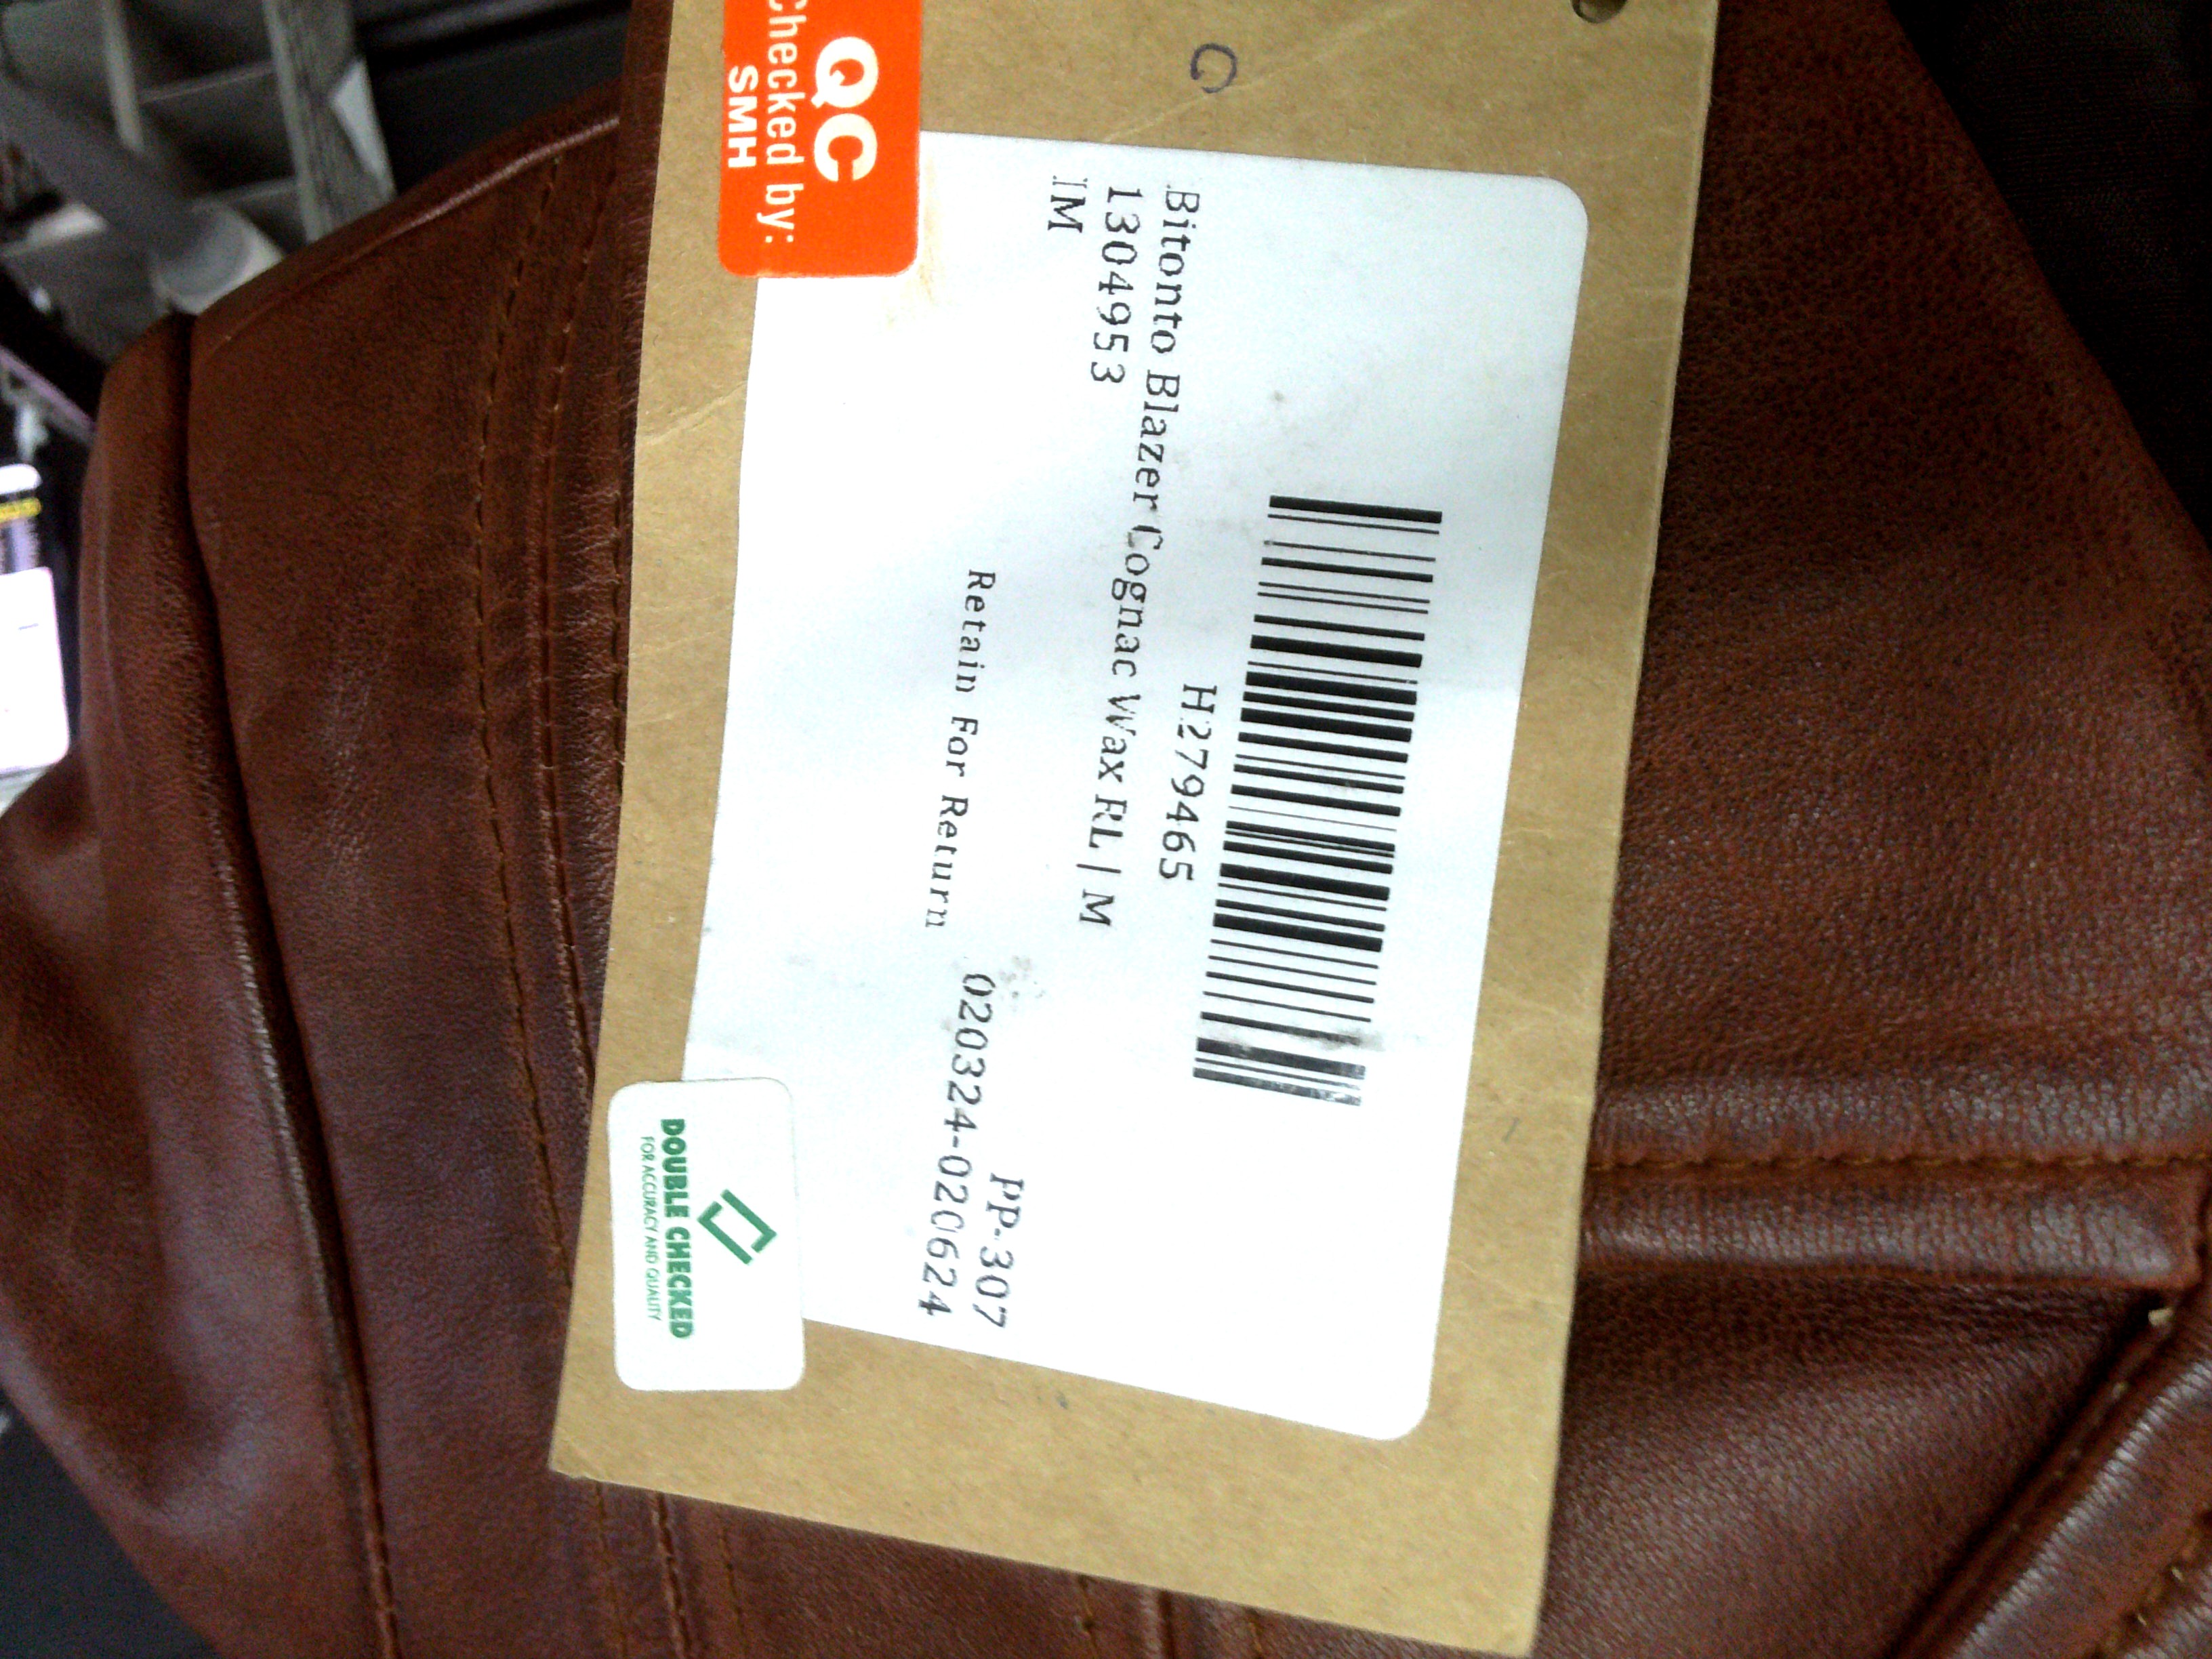 H279465
Bitonto Blazer Cognac Wax RL | M
1304953
IM
PP-307
Retain For Return
020324-020624
QC
Checked by:
SMH
DOUBLE CHECKED
FOR ACCURACY AND QUALITY
G